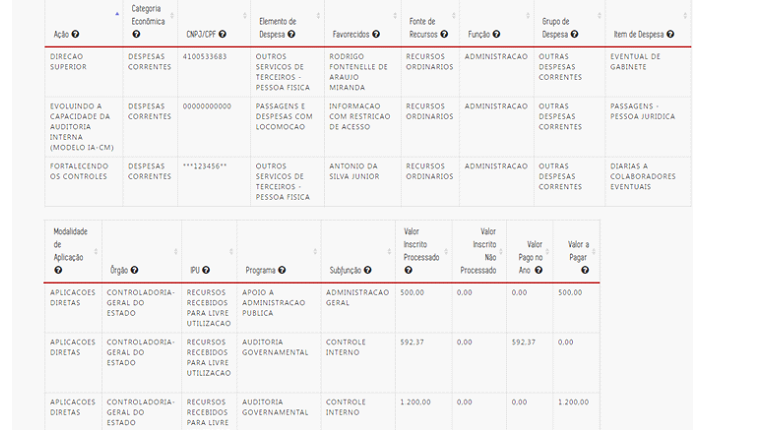 Categoria
Econômica
Ação CNPJ/CPF Elemento de Despesa Favorecidos Fonte de Recursos Função Grupo de Despesa Item de Despesa
DIRECAO SUPERIOR DESPESAS CORRENTES 4100533683 OUTROS SERVICOS DE TERCEIROS - PESSOA FISICA RODRIGO FONTENELLE DE ARAUJO MIRANDA RECURSOS ORDINARIOS ADMINISTRACAO OUTRAS DESPESAS CORRENTES EVENTUAL DE GABINETE
EVOLUINDO A CAPACIDADE DA AUDITORIA INTERNA (MODELO IA-CM) DESPESAS CORRENTES 00000000000 PASSAGENS E DESPESAS COM LOCOMOCAO INFORMACAO COM RESTRICAO DE ACESSO RECURSOS ORDINARIOS ADMINISTRACAO OUTRAS DESPESAS CORRENTES PASSAGENS - PESSOA JURIDICA
FORTALECENDO OS CONTROLES DESPESAS CORRENTES ***123456** OUTROS SERVICOS DE TERCEIROS - PESSOA FISICA ANTONIO DA SILVA JUNIOR RECURSOS ORDINARIOS ADMINISTRACAO OUTRAS DESPESAS CORRENTES DIARIAS A COLABORADORES EVENTUAIS
Modalidade de Aplicação Órgão IPU Programa Subfunção Valor Inscrito Processado Valor Inscrito Não Processado Valor Pago no Ano Valor a Pagar
APLICACOES DIRETAS CONTROLADORIA-GERAL DO ESTADO RECURSOS RECEBIDOS PARA LIVRE UTILIZACAO APOIO A ADMINISTRACAO PUBLICA ADMINISTRACAO GERAL 500.00 0.00 0.00 500.00
APLICACOES DIRETAS CONTROLADORIA-GERAL DO ESTADO RECURSOS RECEBIDOS PARA LIVRE UTILIZACAO AUDITORIA GOVERNAMENTAL CONTROLE INTERNO 592.37 0.00 592.37 0.00
APLICACOES DIRETAS CONTROLADORIA-GERAL DO ESTADO RECURSOS RECEBIDOS PARA LIVRE AUDITORIA GOVERNAMENTAL CONTROLE INTERNO 1.200,00 0.00 0.00 1.200,00